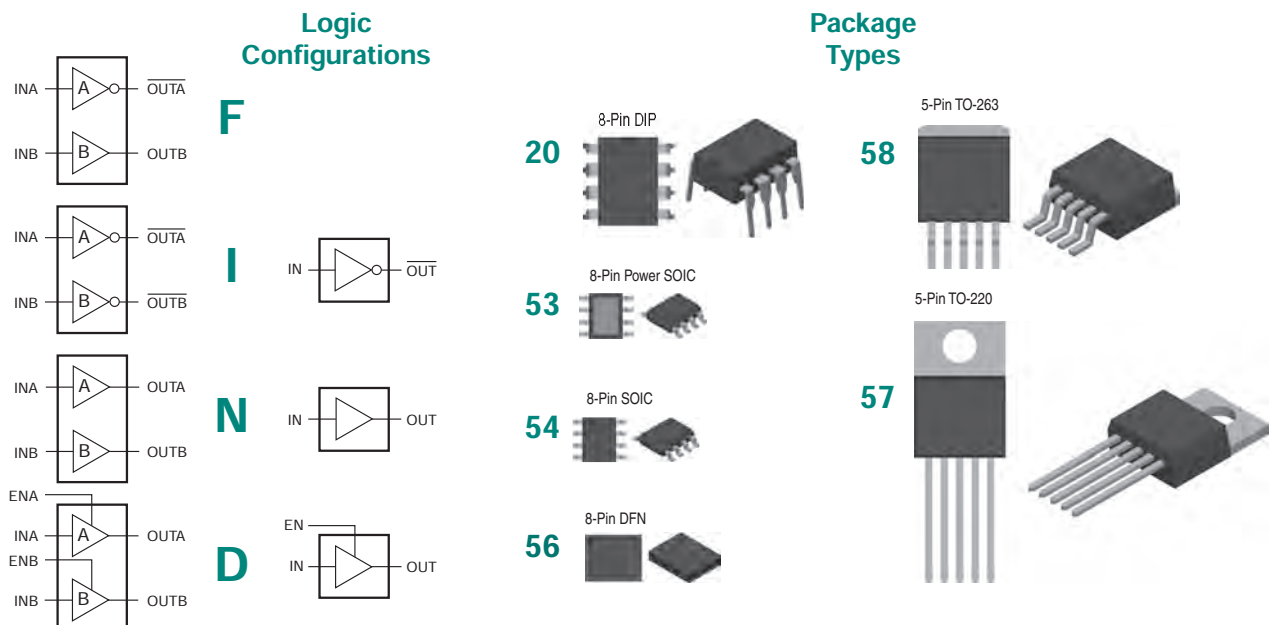 Logic
Configurations
INA
A
OUTA
INB
B
OUTB
F
INA
A
OUTA
INB
B
OUTB
I
IN
OUT
INA
A
OUTA
INB
B
OUTB
N
IN
OUT
ENA
INA
A
OUTA
ENB
INB
B
OUTB
D
EN
IN
OUT
Package
Types
8-Pin DIP
20
8-Pin Power SOIC
53
8-Pin SOIC
54
8-Pin DFN
56
5-Pin TO-263
58
5-Pin TO-220
57